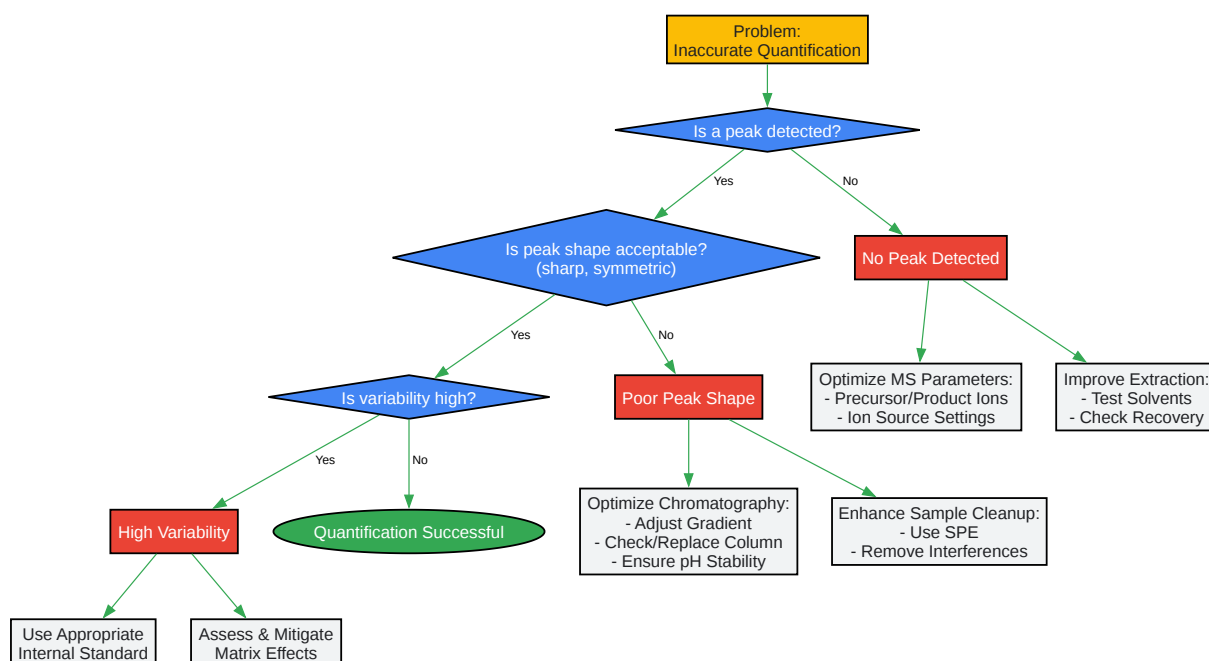 Problem:
Inaccurate Quantification
Is a peak detected?
Yes
No
Is peak shape acceptable?
(sharp, symmetric)
No Peak Detected
Yes
No
Optimize MS Parameters:
- Precursor/Product Ions
- Ion Source Settings
Improve Extraction:
- Test Solvents
- Check Recovery
Is variability high?
Poor Peak Shape
Yes
No
High Variability
Quantification Successful
Optimize Chromatography:
- Adjust Gradient
- Check/Replace Column
- Ensure pH Stability
Enhance Sample Cleanup:
- Use SPE
- Remove Interferences
Use Appropriate
Internal Standard
Assess & Mitigate
Matrix Effects